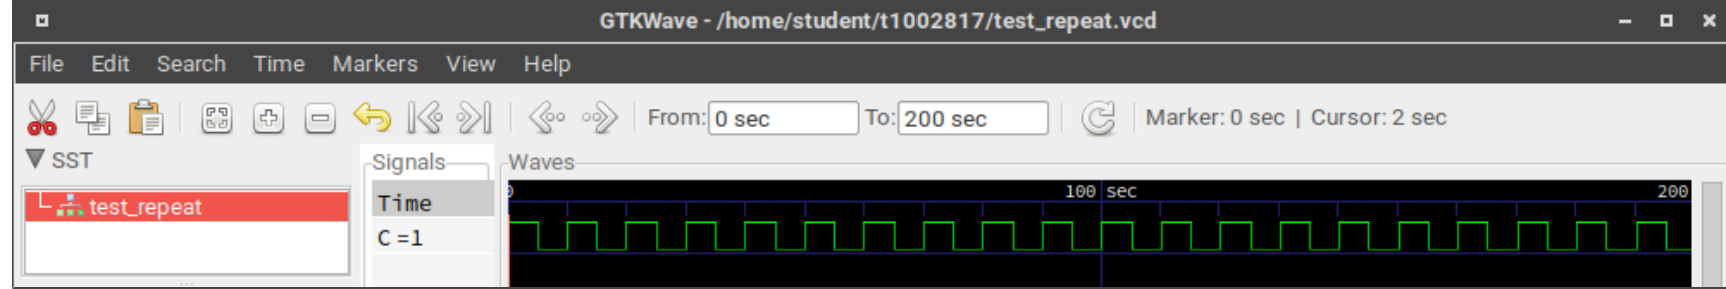 GTKWave - /home/student/t1002817/test_repeat.vcd
File Edit Search Time Markers View Help
From: 0 sec To: 200 sec Marker: 0 sec | Cursor: 2 sec
SST
test_repeat
Signals
Time
C =1
Waves
0 100 sec 200